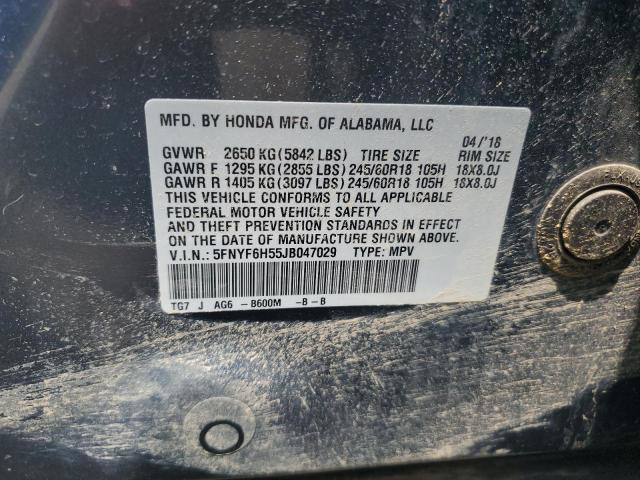 MFD. BY HONDA MFG. OF ALABAMA, LLC
04/'18
GVWR 2650 KG(5842 LBS) TIRE SIZE RIM SIZE
GAWR F 1295 KG(2855 LBS)245/60R18 105H 18X8.0J
GAWR R 1405 KG(3097 LBS)245/60R18 105H 18X8.0J
THIS VEHICLE CONFORMS TO ALL APPLICABLE
FEDERAL MOTOR VEHICLE SAFETY
AND THEFT PREVENTION STANDARDS IN EFFECT
ON THE DATE OF MANUFACTURE SHOWN ABOVE.
V.I.N.: 5FNYF6H55JB047029 TYPE: MPV
TG7 J AG6 -B600M -B-B